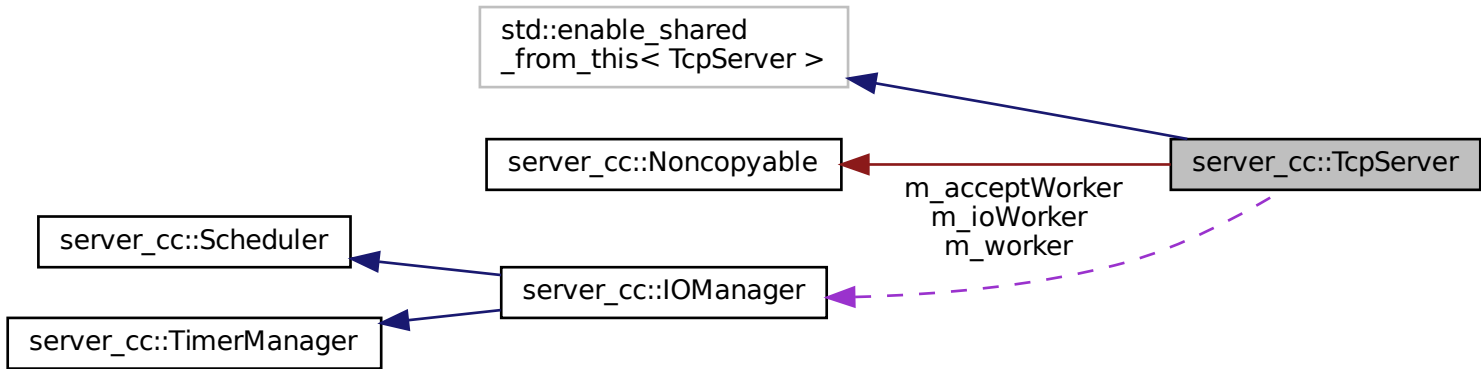 std::enable_shared
_from_this< TcpServer >
server_cc::Noncopyable
server_cc::TcpServer
m_acceptWorker
m_ioWorker
m_worker
server_cc::Scheduler
server_cc::IOManager
server_cc::TimerManager